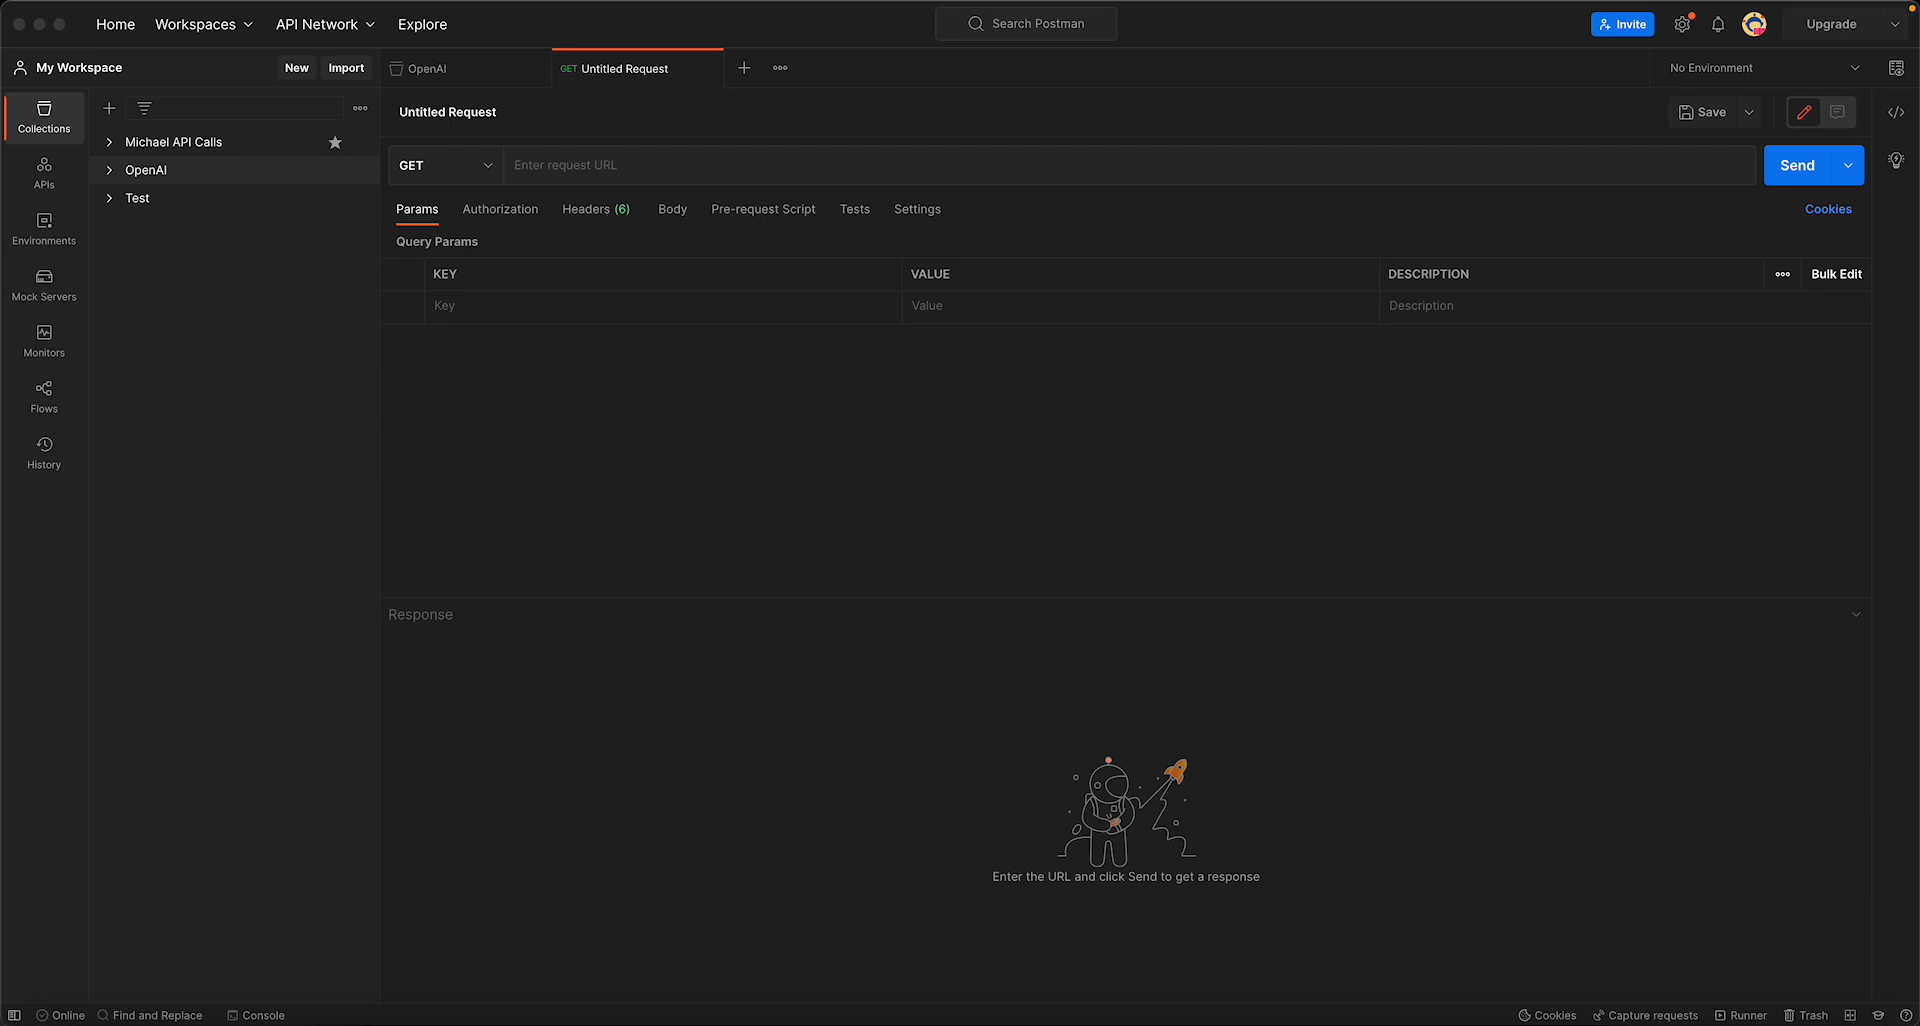 Home Workspaces API Network Explore Search Postman Invite Upgrade
My Workspace New Import OpenAI GET Untitled Request No Environment
Untitled Request Save
Collections
APIs
Environments
Mock Servers
Monitors
Flows
History
Michael API Calls
OpenAI
Test
GET Enter request URL Send
Params Authorization Headers (6) Body Pre-request Script Tests Settings Cookies
Query Params
KEY VALUE DESCRIPTION Bulk Edit
Key Value Description
Response
Enter the URL and click Send to get a response
Online Find and Replace Console Cookies Capture requests Runner Trash